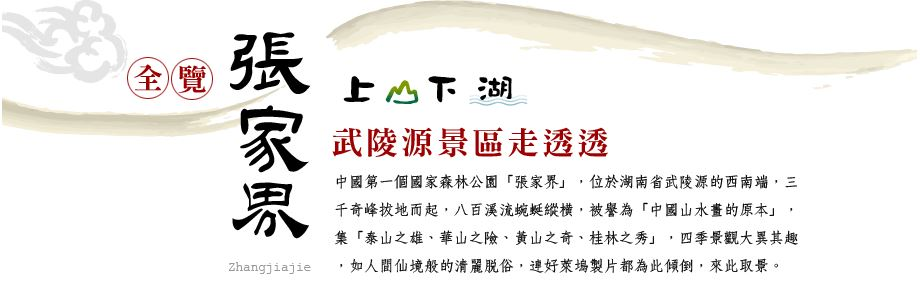 全覽
張家界
Zhangjiajie
上山下湖
武陵源景區走透透
中國第一個國家森林公園「張家界」，位於湖南省武陵源的西南端，三
千奇峰拔地而起，八百溪流蜿蜒縱橫，被譽為「中國山水畫的原本」，
集「泰山之雄、華山之險、黃山之奇、桂林之秀」，四季景觀大異其趣
，如人間仙境般的清麗脫俗，連好萊塢製片都為此傾倒，來此取景。